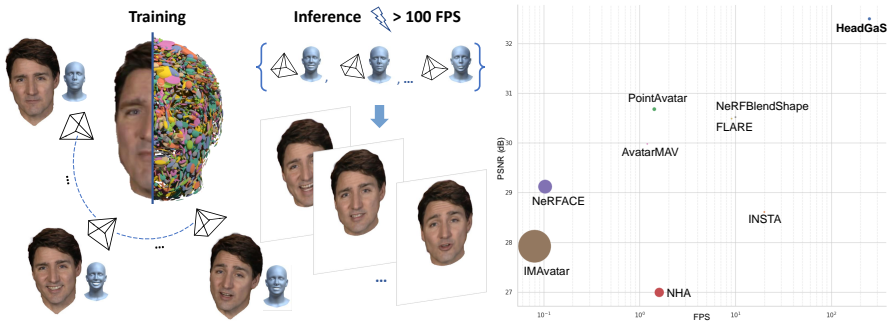 Training
Inference > 100 FPS
{ , , ... }
...
...
...
HeadGaS
PointAvatar
NeRFBlendShape
FLARE
AvatarMAV
NeRFACE
INSTA
IMAvatar
NHA
PSNR (dB)
32
31
30
29
28
27
10⁻¹
10⁰
10¹
10²
FPS